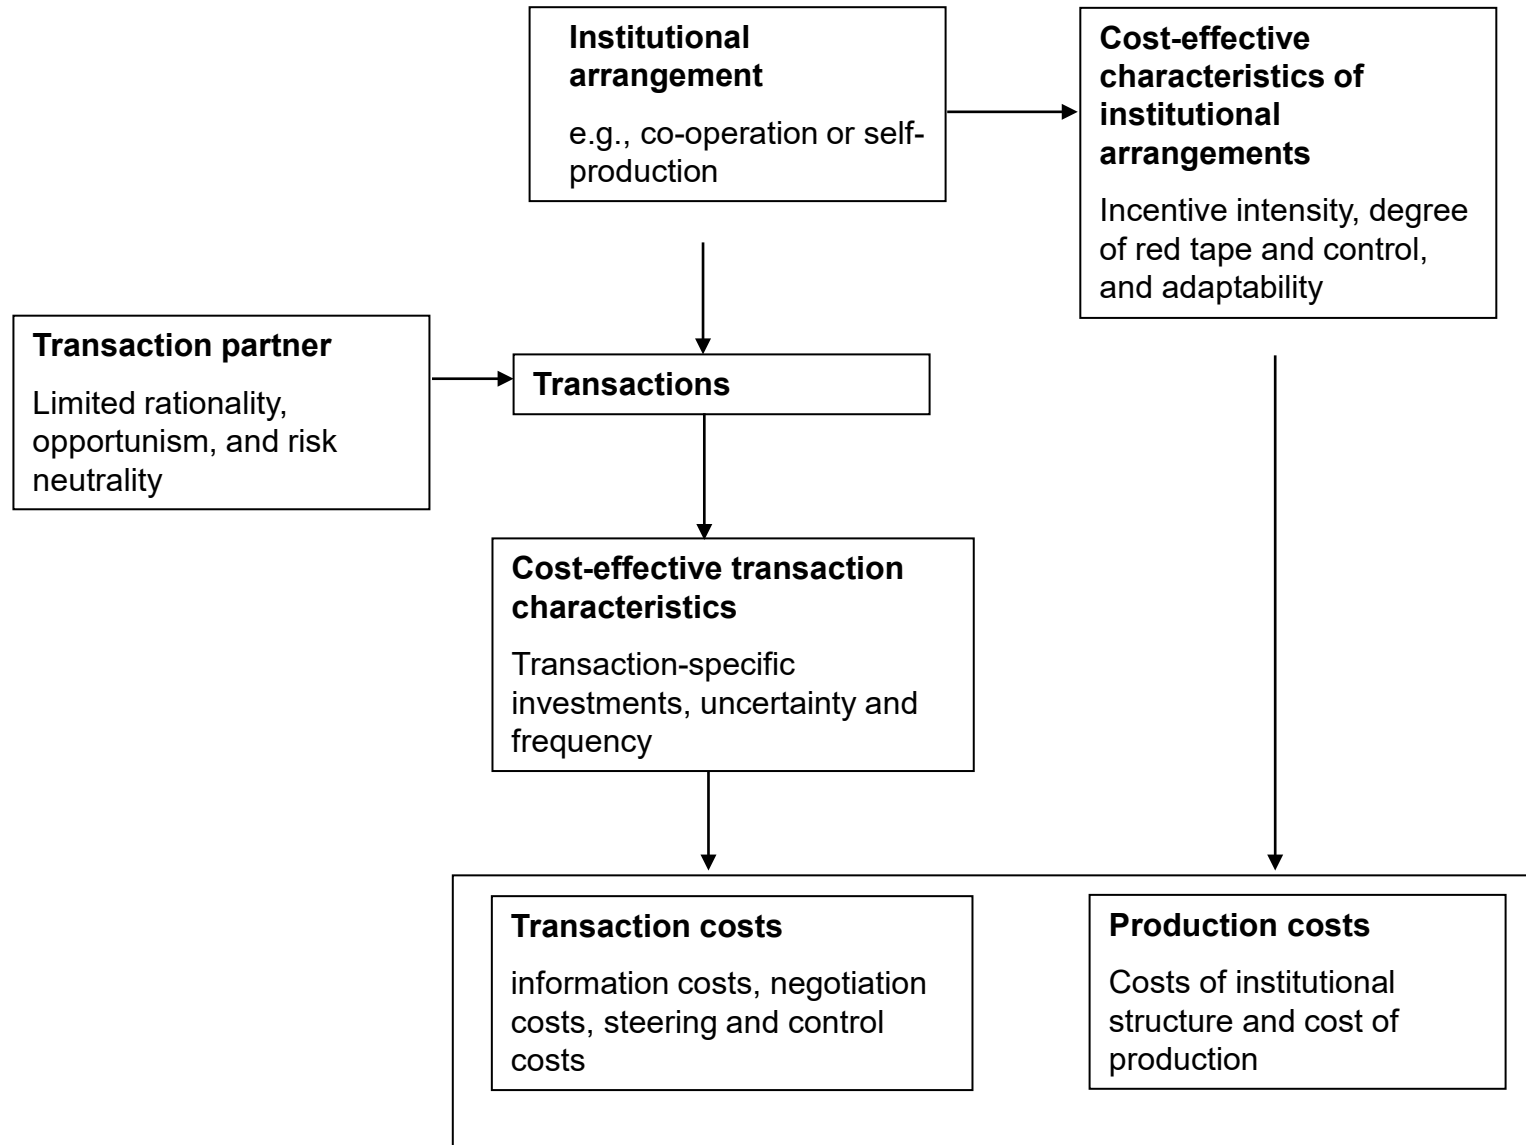 Institutional
arrangement
e.g., co-operation or self-
production
Cost-effective
characteristics of
institutional
arrangements
Incentive intensity, degree
of red tape and control,
and adaptability
Transaction partner
Limited rationality,
opportunism, and risk
neutrality
Transactions
Cost-effective transaction
characteristics
Transaction-specific
investments, uncertainty and
frequency
Transaction costs
information costs, negotiation
costs, steering and control
costs
Production costs
Costs of institutional
structure and cost of
production